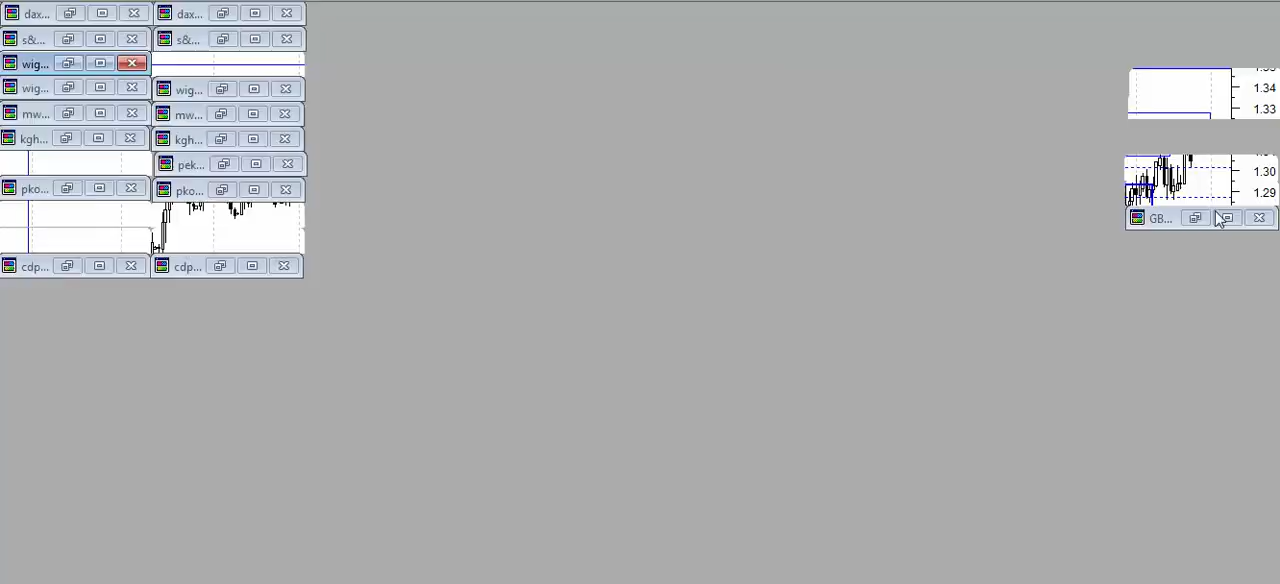 dax... dax...
s&... s&...
wig...
wig... wig...
mw... mw...
kgh... kgh...
pek...
pko... pko...
cdp... cdp...
1.34
1.33
1.30
1.29
GB...